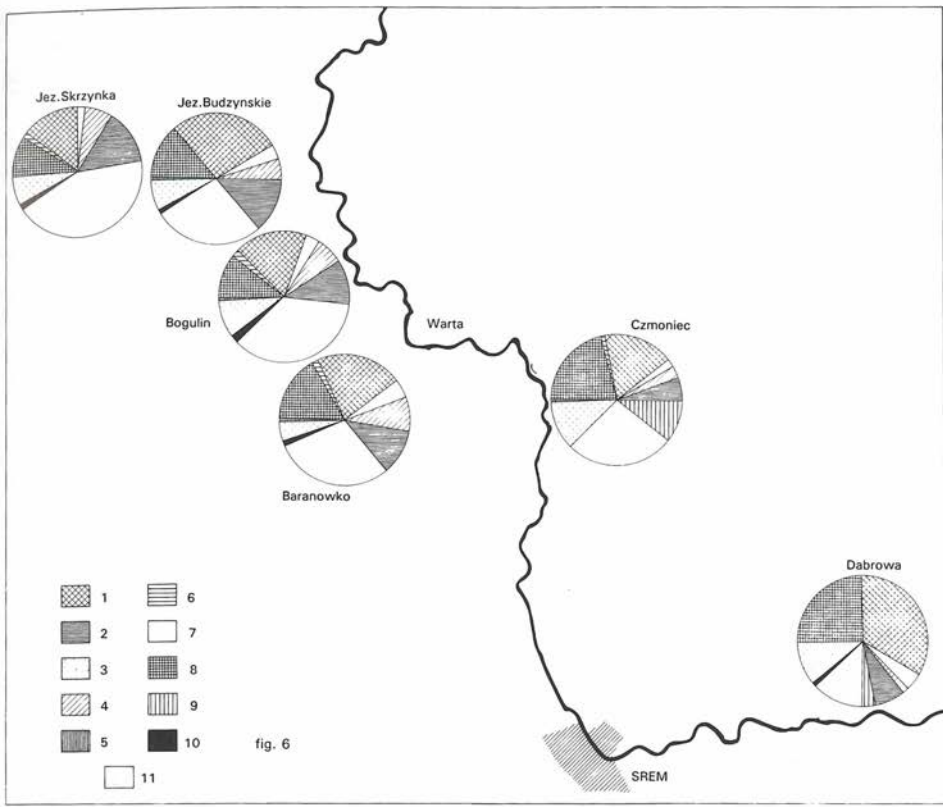 Jez.Skrzynka
Jez.Budzynskie
Bogulin
Warta
Czmoniec
Baranowko
Dabrowa
1 6
2 7
3 8
4 9
5 10 fig. 6
11
SREM